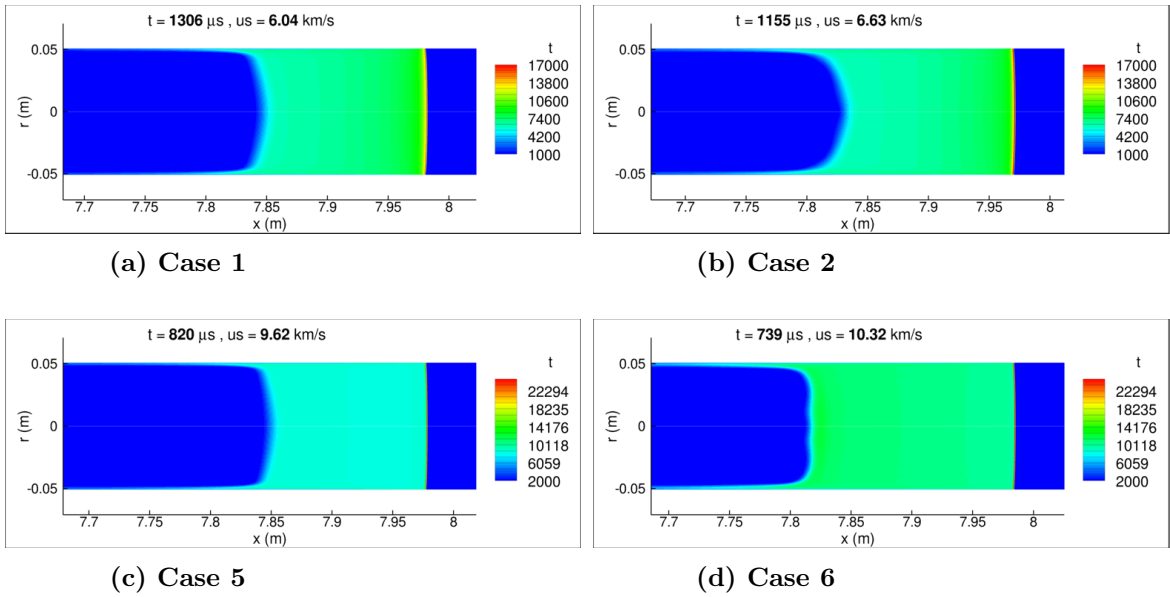 t = 1306 μs , us = 6.04 km/s
0.05
0
-0.05
r (m)
7.7 7.75 7.8 7.85 7.9 7.95 8
x (m)
t
17000
13800
10600
7400
4200
1000
(a) Case 1
t = 1155 μs , us = 6.63 km/s
0.05
0
-0.05
r (m)
7.7 7.75 7.8 7.85 7.9 7.95 8
x (m)
t
17000
13800
10600
7400
4200
1000
(b) Case 2
t = 820 μs , us = 9.62 km/s
0.05
0
-0.05
r (m)
7.7 7.75 7.8 7.85 7.9 7.95 8
x (m)
t
22294
18235
14176
10118
6059
2000
(c) Case 5
t = 739 μs , us = 10.32 km/s
0.05
0
-0.05
r (m)
7.7 7.75 7.8 7.85 7.9 7.95 8
x (m)
t
22294
18235
14176
10118
6059
2000
(d) Case 6